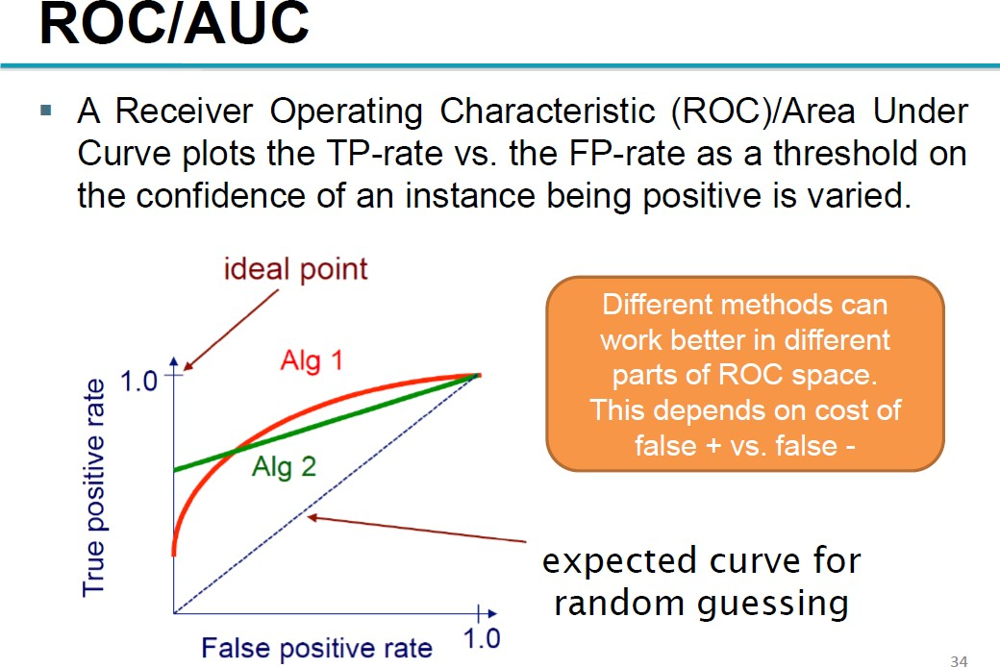 ROC/AUC
▪ A Receiver Operating Characteristic (ROC)/Area Under
Curve plots the TP-rate vs. the FP-rate as a threshold on
the confidence of an instance being positive is varied.
ideal point
Alg 1
1.0
Alg 2
True positive rate
False positive rate
1.0
Different methods can
work better in different
parts of ROC space.
This depends on cost of
false + vs. false -
expected curve for
random guessing
34